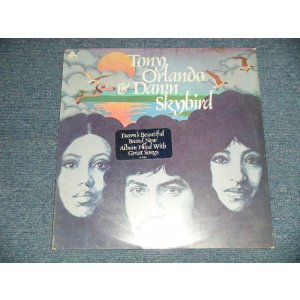 Tony
Orlando
& Dawn
Skybird
Dawn's Beautiful
Brand New
Album Filled With
Great Songs